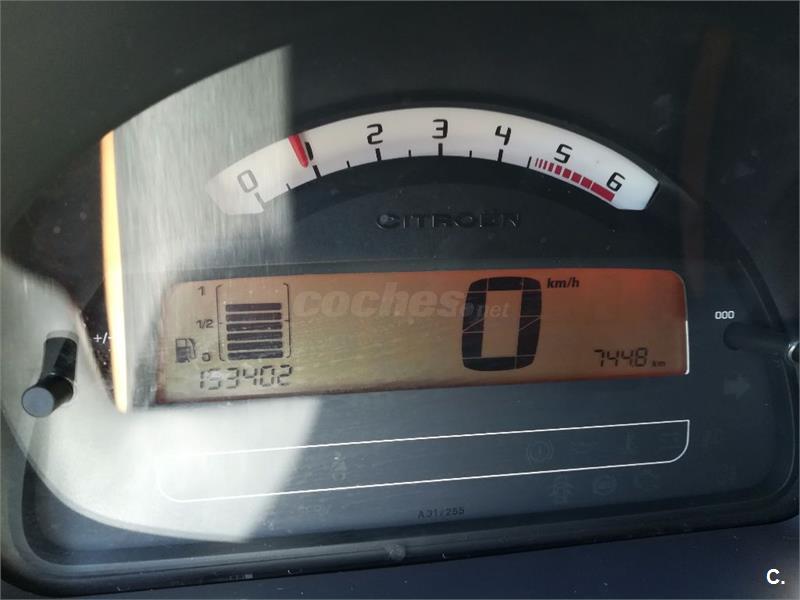 0 1 2 3 4 5 6
CITROËN
1
1/2
0
coches.net
0 km/h
000
+/-
153402
744.8 km
A31/255
C.